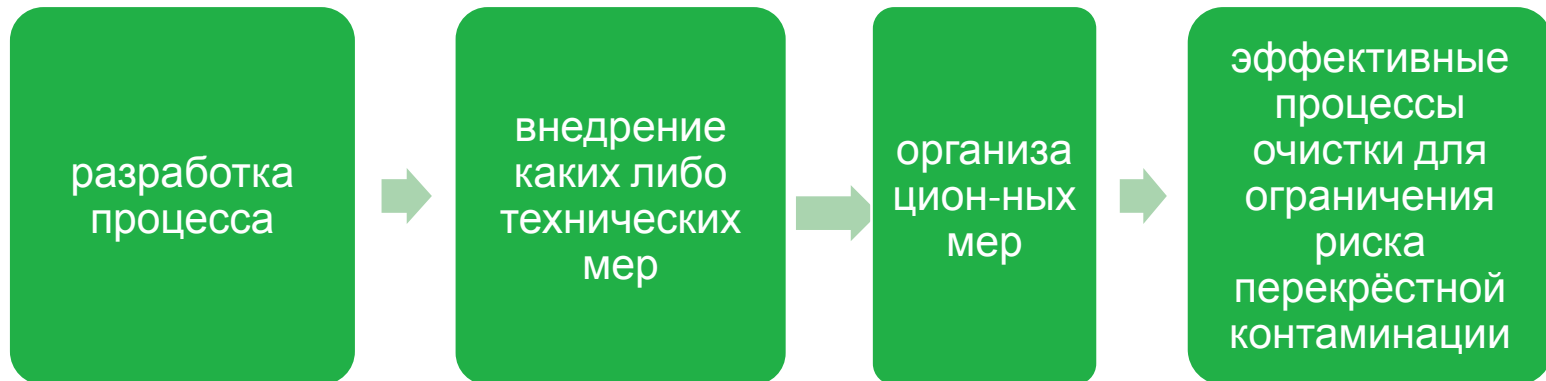 разработка
процесса
внедрение
каких либо
технических
мер
организа
цион-ных
мер
эффективные
процессы
очистки для
ограничения
риска
перекрёстной
контаминации